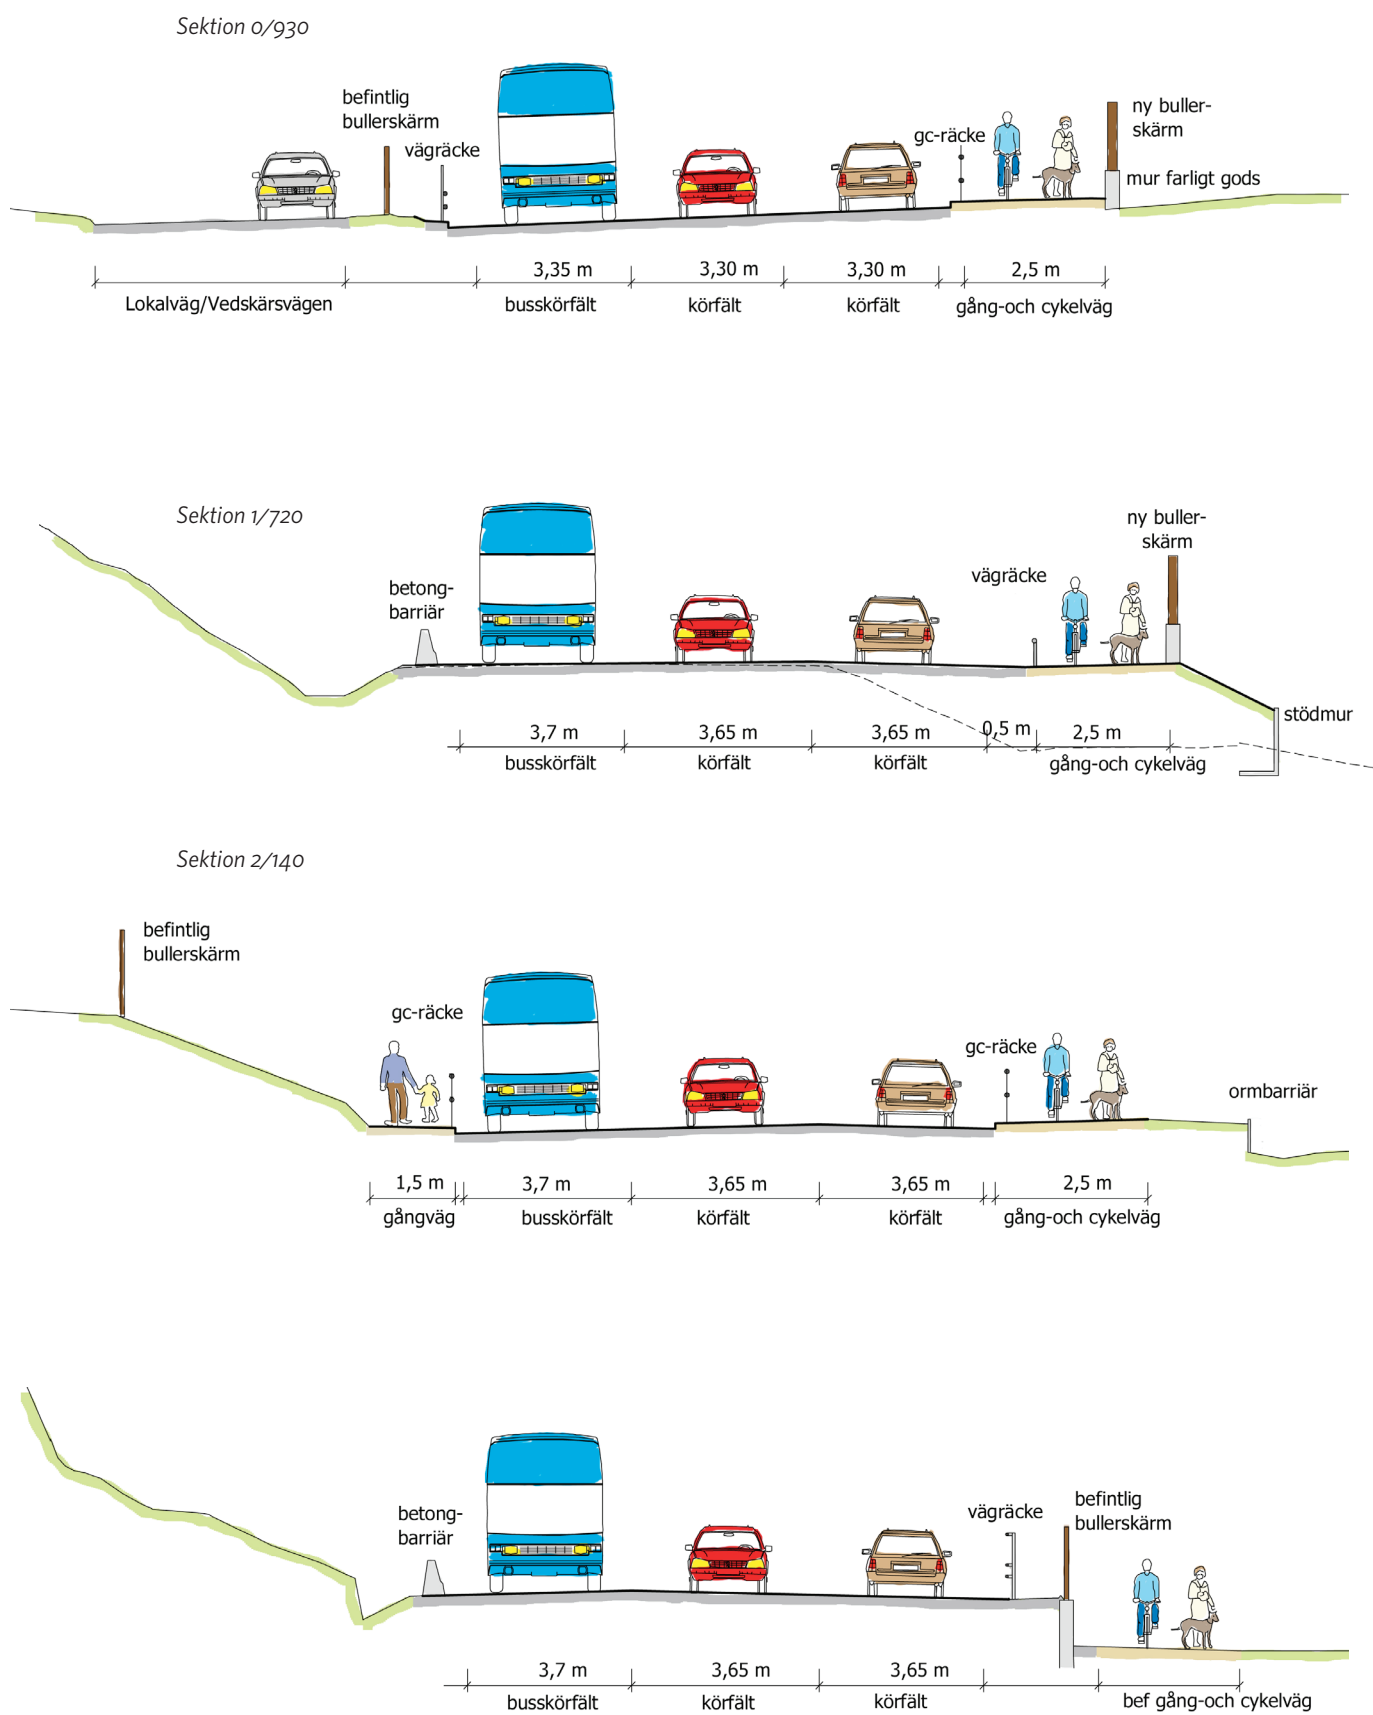 Sektion 0/930
befintlig
bullerskärm
vägräcke
gc-räcke
ny buller-
skärm
mur farligt gods
3,35 m
3,30 m
3,30 m
2,5 m
Lokalväg/Vedskärsvägen
busskörfält
körfält
körfält
gång-och cykelväg
Sektion 1/720
betong-
barriär
vägräcke
ny buller-
skärm
stödmur
3,7 m
3,65 m
3,65 m
0,5 m
2,5 m
busskörfält
körfält
körfält
gång-och cykelväg
Sektion 2/140
befintlig
bullerskärm
gc-räcke
gc-räcke
ormbarriär
1,5 m
3,7 m
3,65 m
3,65 m
2,5 m
gångväg
busskörfält
körfält
körfält
gång-och cykelväg
betong-
barriär
vägräcke
befintlig
bullerskärm
3,7 m
3,65 m
3,65 m
busskörfält
körfält
körfält
bef gång-och cykelväg